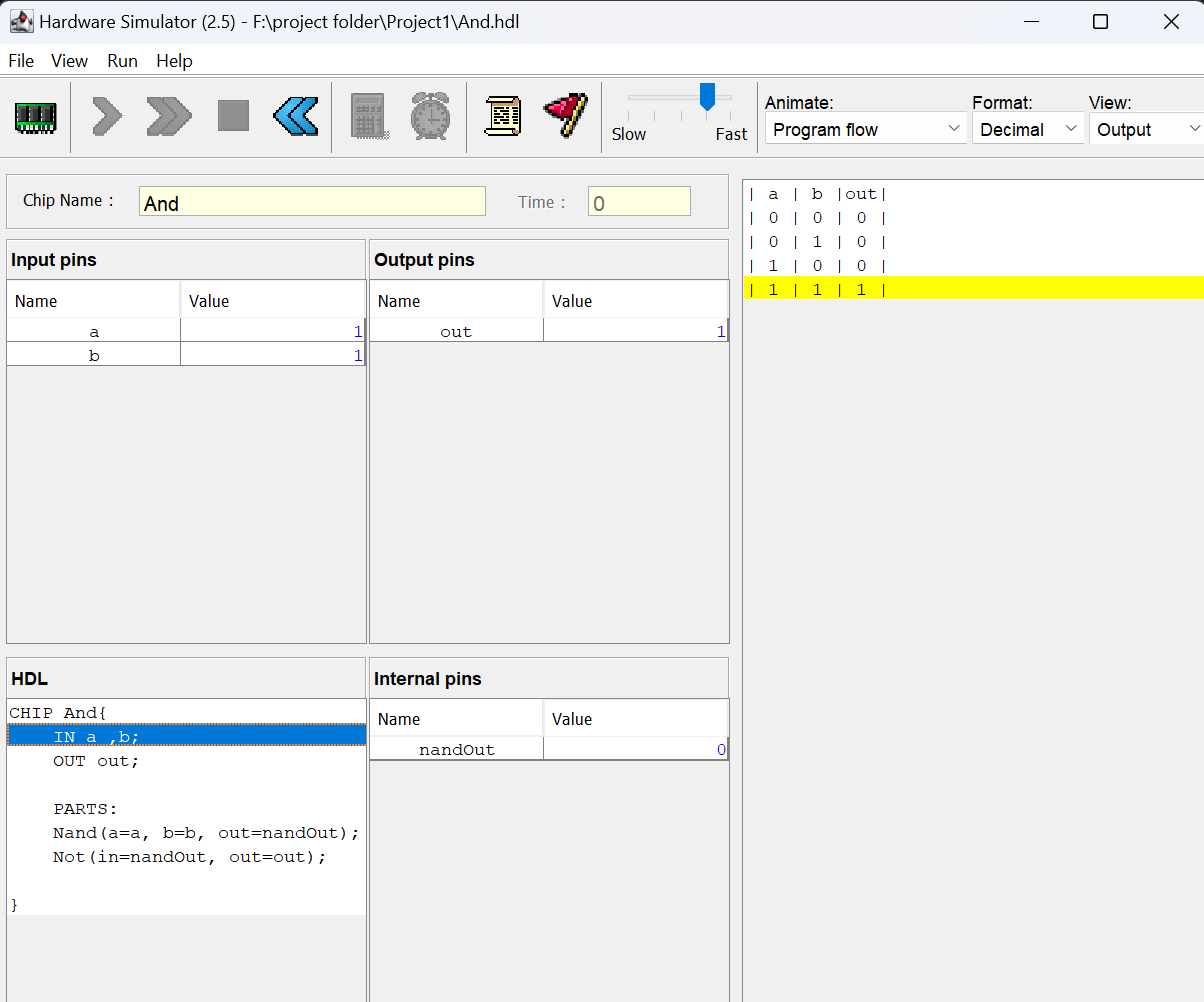 Hardware Simulator (2.5) - F:\project folder\Project1\And.hdl
File View Run Help
Slow Fast
Animate: Format: View:
Program flow Decimal Output
Chip Name : And Time : 0
Input pins
Name Value
a 1
b 1
Output pins
Name Value
out 1
HDL
CHIP And{
    IN a ,b;
    OUT out;
    PARTS:
    Nand(a=a, b=b, out=nandOut);
    Not(in=nandOut, out=out);
}
Internal pins
Name Value
nandOut 0
| a | b |out|
| 0 | 0 | 0 |
| 0 | 1 | 0 |
| 1 | 0 | 0 |
| 1 | 1 | 1 |